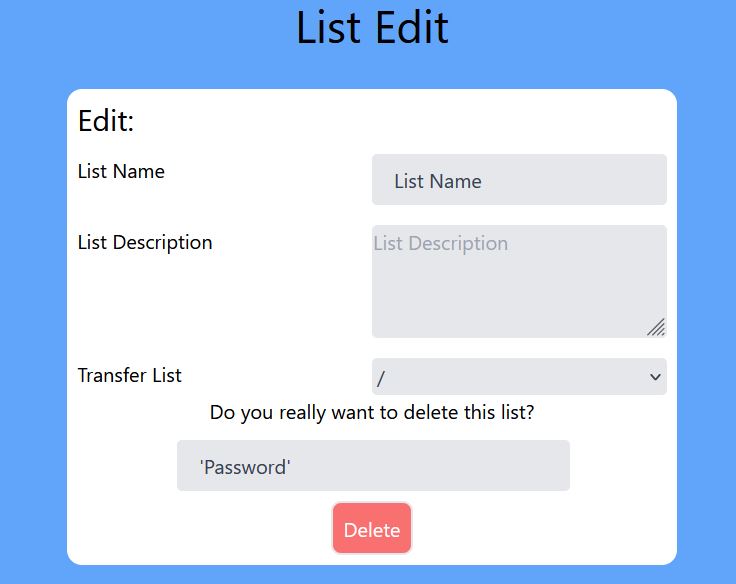 List Edit
Edit:
List Name
List Name
List Description
List Description
Transfer List
/
Do you really want to delete this list?
'Password'
Delete